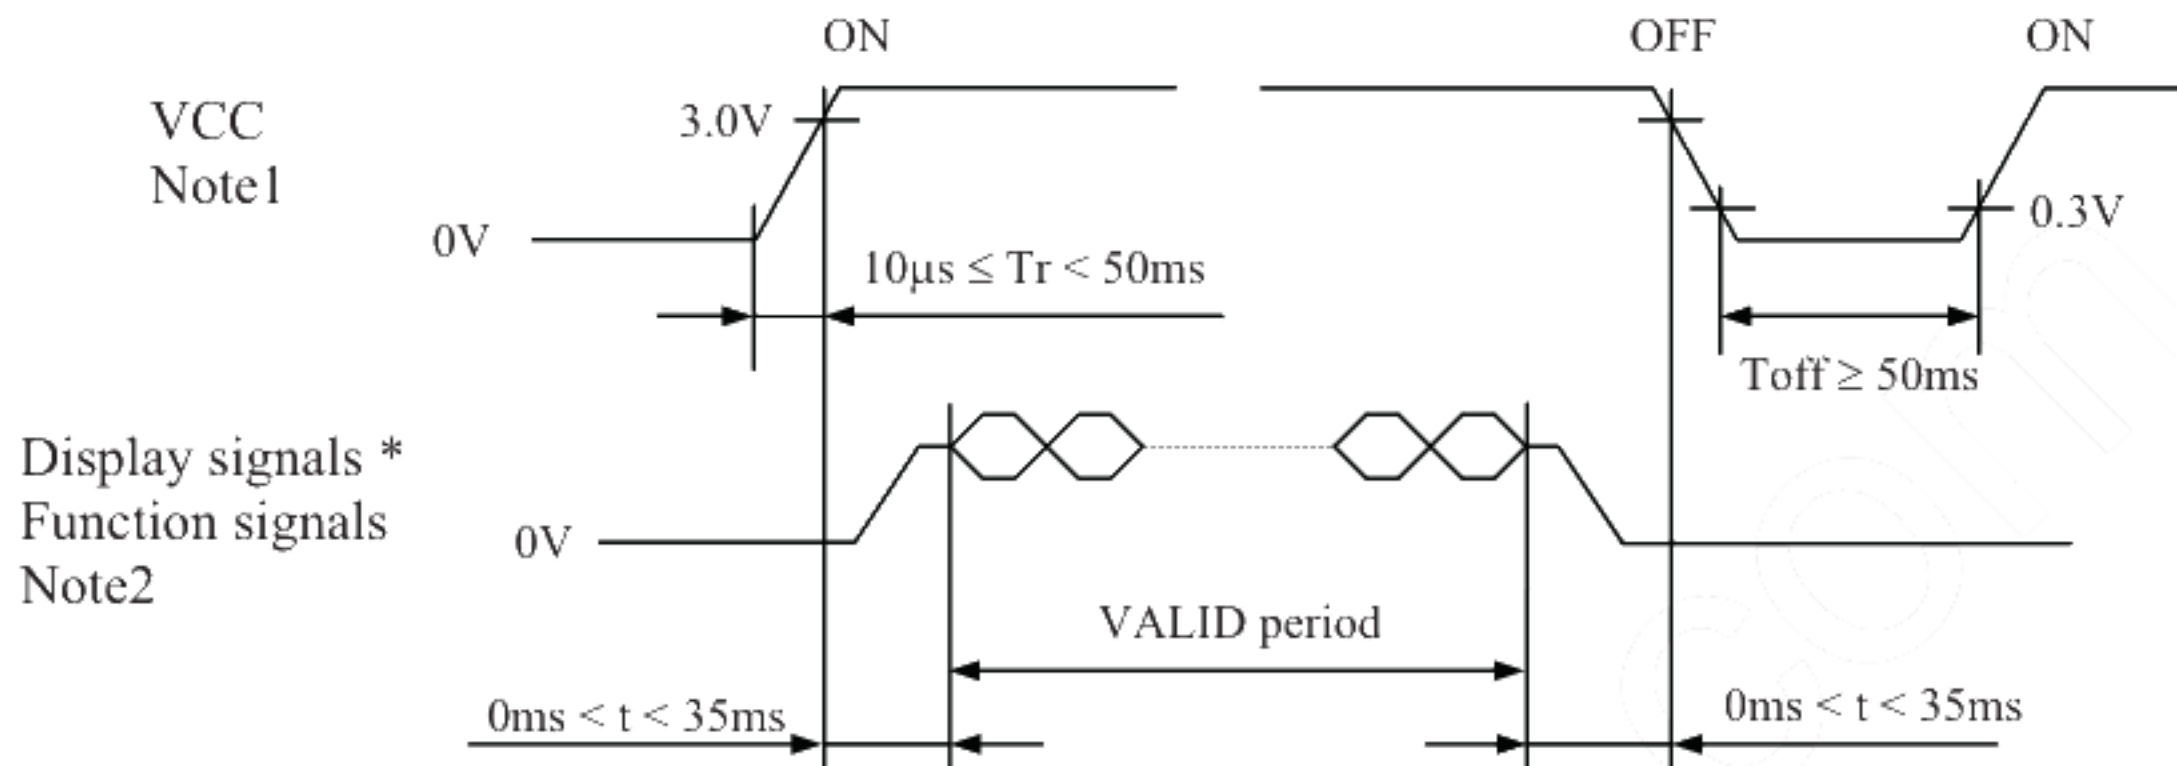 ON
OFF
ON
VCC
3.0V
Note1
0V
0.3V
10μs ≤ Tr < 50ms
Toff ≥ 50ms
Display signals *
Function signals
0V
Note2
VALID period
0ms < t < 35ms
0ms < t < 35ms
com